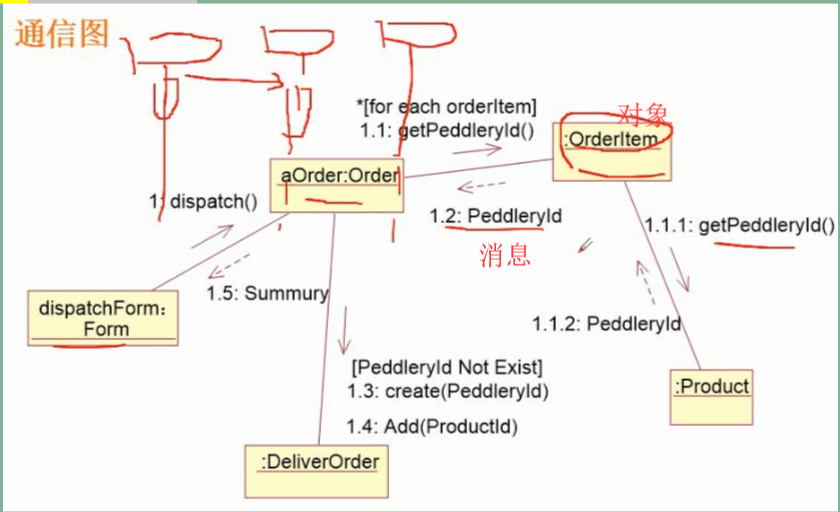 通信图
*[for each orderItem]
1.1: getPeddleryId()
对象
:OrderItem
aOrder:Order
1: dispatch()
1.2: PeddleryId
消息
1.1.1: getPeddleryId()
1.5: Summury
dispatchForm:
Form
1.1.2: PeddleryId
[PeddleryId Not Exist]
1.3: create(PeddleryId)
:Product
1.4: Add(ProductId)
:DeliverOrder